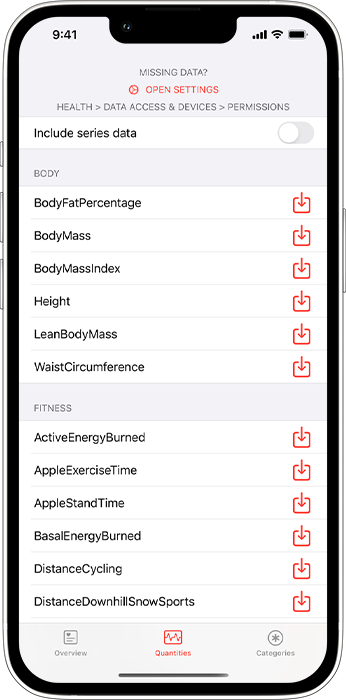 9:41
MISSING DATA?
OPEN SETTINGS
HEALTH > DATA ACCESS & DEVICES > PERMISSIONS
Include series data
BODY
BodyFatPercentage
BodyMass
BodyMassIndex
Height
LeanBodyMass
WaistCircumference
FITNESS
ActiveEnergyBurned
AppleExerciseTime
AppleStandTime
BasalEnergyBurned
DistanceCycling
DistanceDownhillSnowSports
Overview Quantities Categories